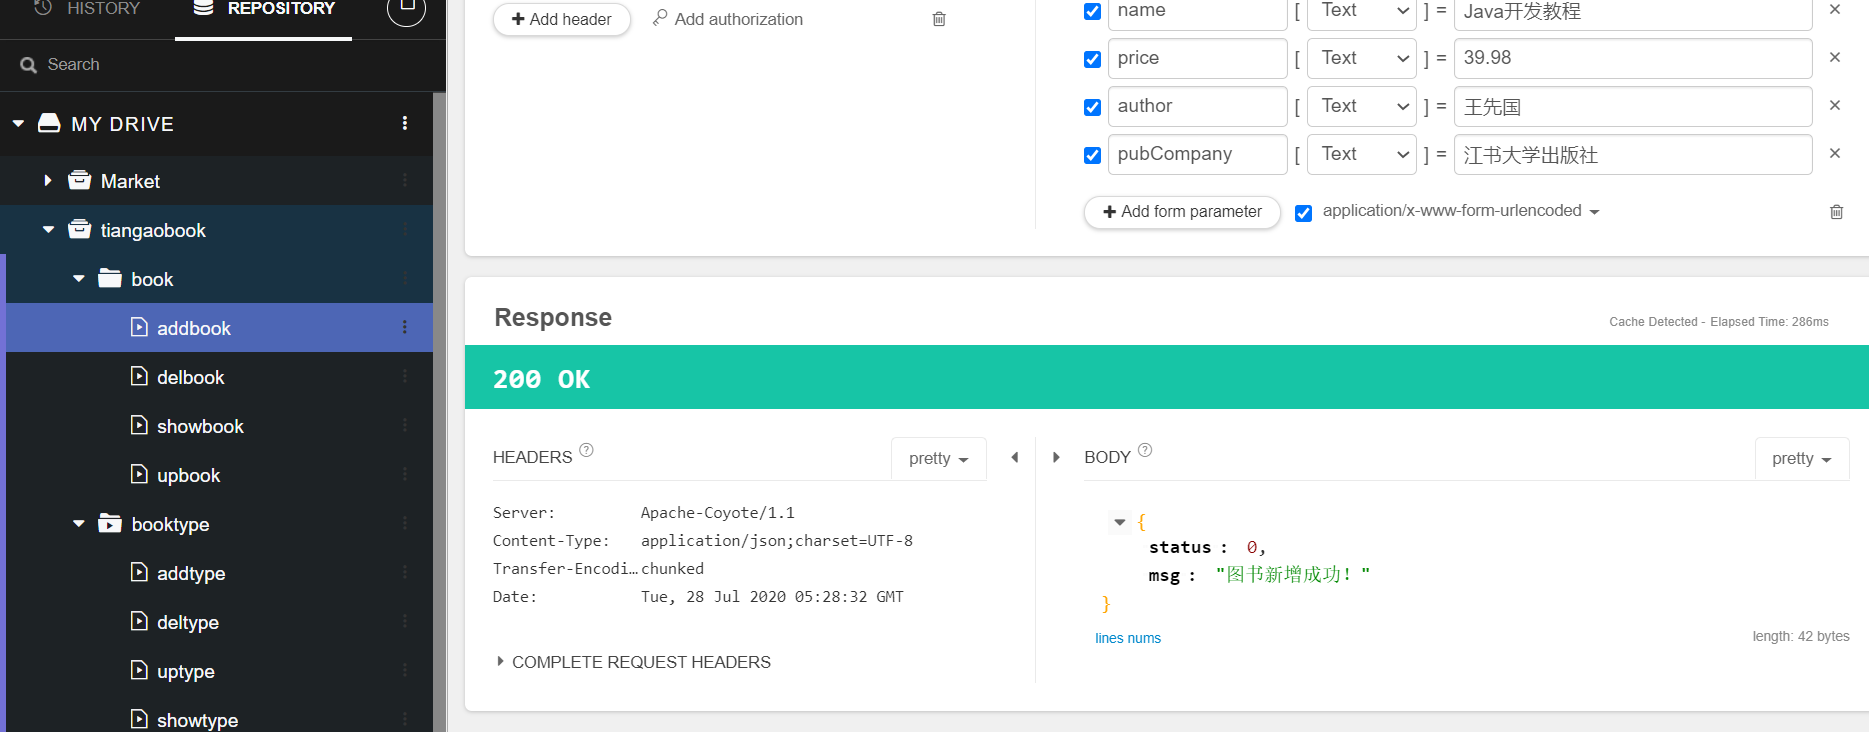 HISTORY
REPOSITORY
Search
MY DRIVE
Market
tiangaobook
book
addbook
delbook
showbook
upbook
booktype
addtype
deltype
uptype
showtype
+ Add header
Add authorization
name [ Text ] = Java开发教程 ×
price [ Text ] = 39.98 ×
author [ Text ] = 王先国 ×
pubCompany [ Text ] = 江书大学出版社 ×
+ Add form parameter application/x-www-form-urlencoded
Response
Cache Detected - Elapsed Time: 286ms
200 OK
HEADERS ?
pretty
Server: Apache-Coyote/1.1
Content-Type: application/json;charset=UTF-8
Transfer-Encodi… chunked
Date: Tue, 28 Jul 2020 05:28:32 GMT
COMPLETE REQUEST HEADERS
BODY ?
pretty
{
status : 0,
msg : "图书新增成功！"
}
lines nums
length: 42 bytes